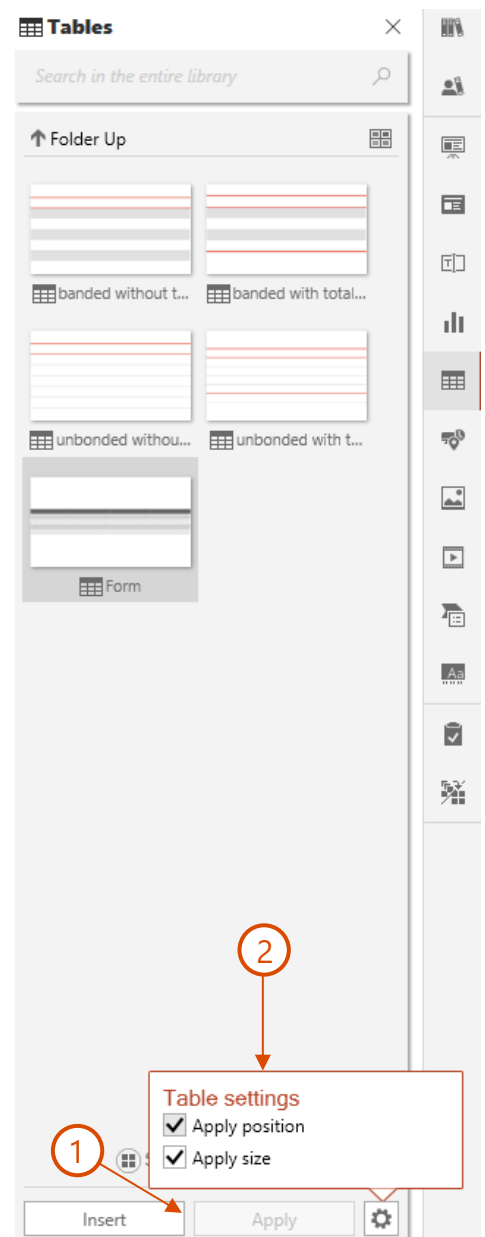 Tables
Search in the entire library
Folder Up
banded without t...
banded with total...
unbonded withou...
unbonded with t...
Form
2
Table settings
Apply position
Apply size
1
Insert
Apply
T
Aa